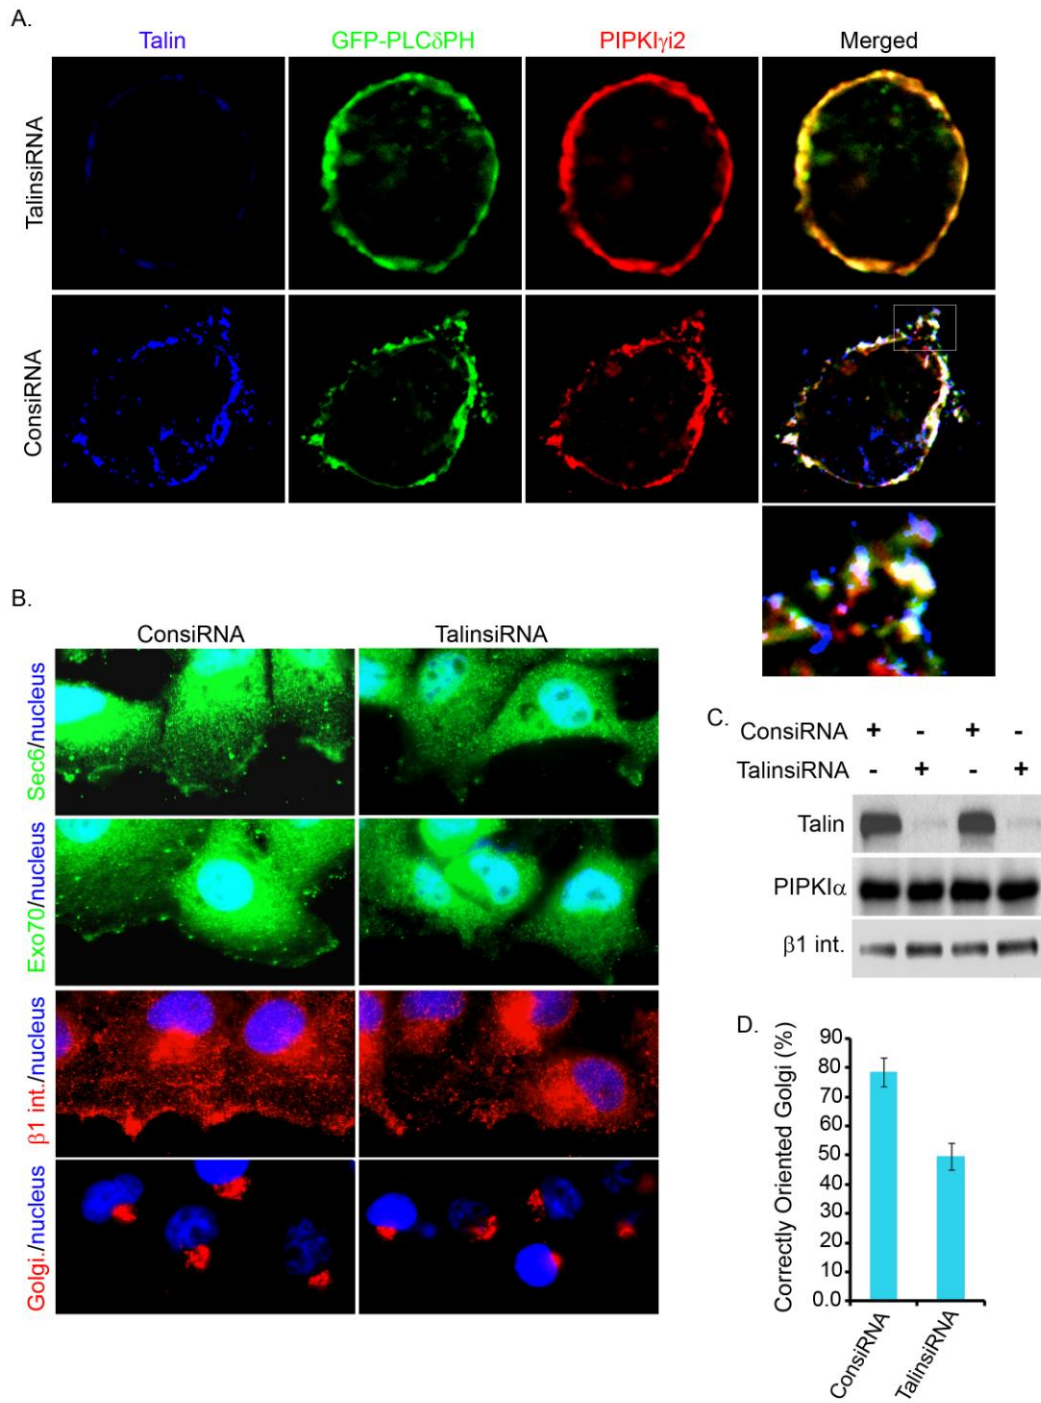 A.
Talin GFP-PLCδPH PIPKIγi2 Merged
TalinsiRNA
ConsiRNA
B.
ConsiRNA TalinsiRNA
Sec6/nucleus
Exo70/nucleus
β1 int./nucleus
Golgi./nucleus
C.
ConsiRNA + - + -
TalinsiRNA - + - +
Talin
PIPKIα
β1 int.
D.
Correctly Oriented Golgi (%)
90
80
70
60
50
40
30
20
10
0.0
ConsiRNA
TalinsiRNA